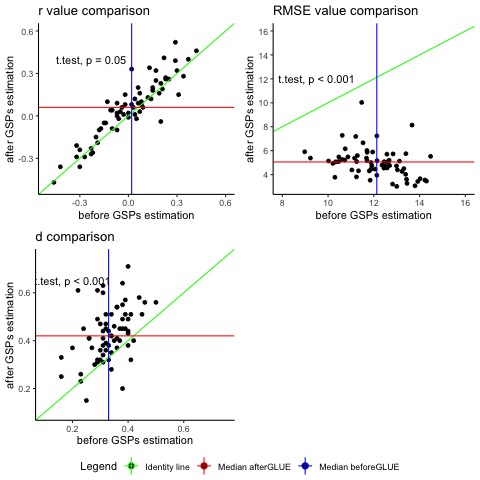 r value comparison
after GSPs estimation
0.6
0.3
0.0
-0.3
t.test, p = 0.05
-0.3 0.0 0.3 0.6
before GSPs estimation
RMSE value comparison
after GSPs estimation
16
14
12
10
8
6
4
t.test, p < 0.001
8 10 12 14 16
before GSPs estimation
d comparison
after GSPs estimation
0.6
0.4
0.2
t.test, p < 0.001
0.2 0.4 0.6
before GSPs estimation
Legend Identity line Median afterGLUE Median beforeGLUE